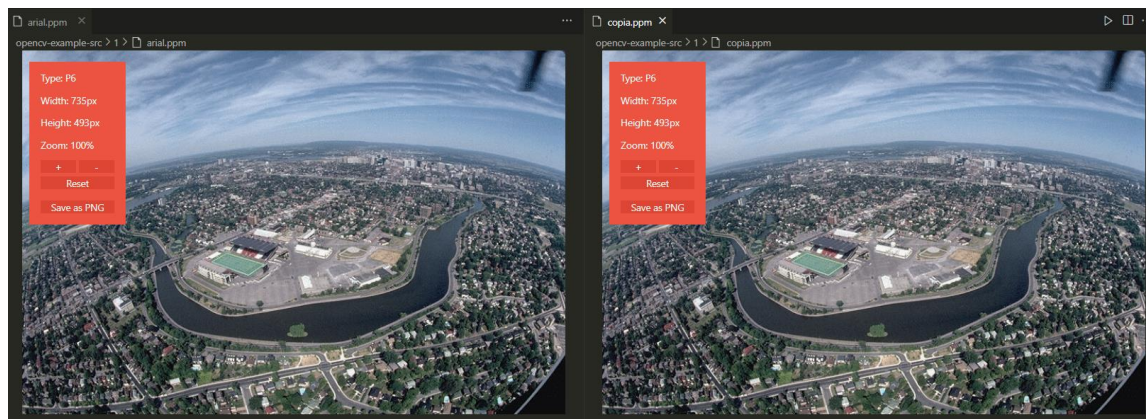 arial.ppm ×
opencv-example-src > 1 > arial.ppm
Type: P6
Width: 735px
Height: 493px
Zoom: 100%
+ -
Reset
Save as PNG
copia.ppm ×
opencv-example-src > 1 > copia.ppm
Type: P6
Width: 735px
Height: 493px
Zoom: 100%
+ -
Reset
Save as PNG